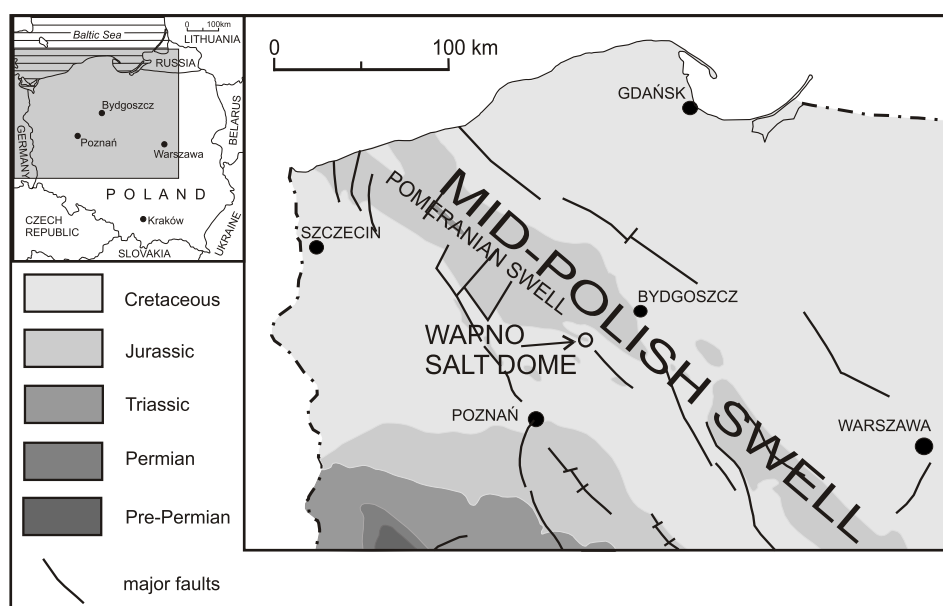 Baltic Sea
0 100km
LITHUANIA
RUSSIA
Bydgoszcz
BELARUS
GERMANY
Poznań
Warszawa
POLAND
CZECH
REPUBLIC
Kraków
UKRAINE
SLOVAKIA
Cretaceous
Jurassic
Triassic
Permian
Pre-Permian
major faults
0 100 km
GDAŃSK
MID-POLISH SWELL
POMERANIAN SWELL
SZCZECIN
BYDGOSZCZ
WAPNO
SALT DOME
POZNAŃ
WARSZAWA